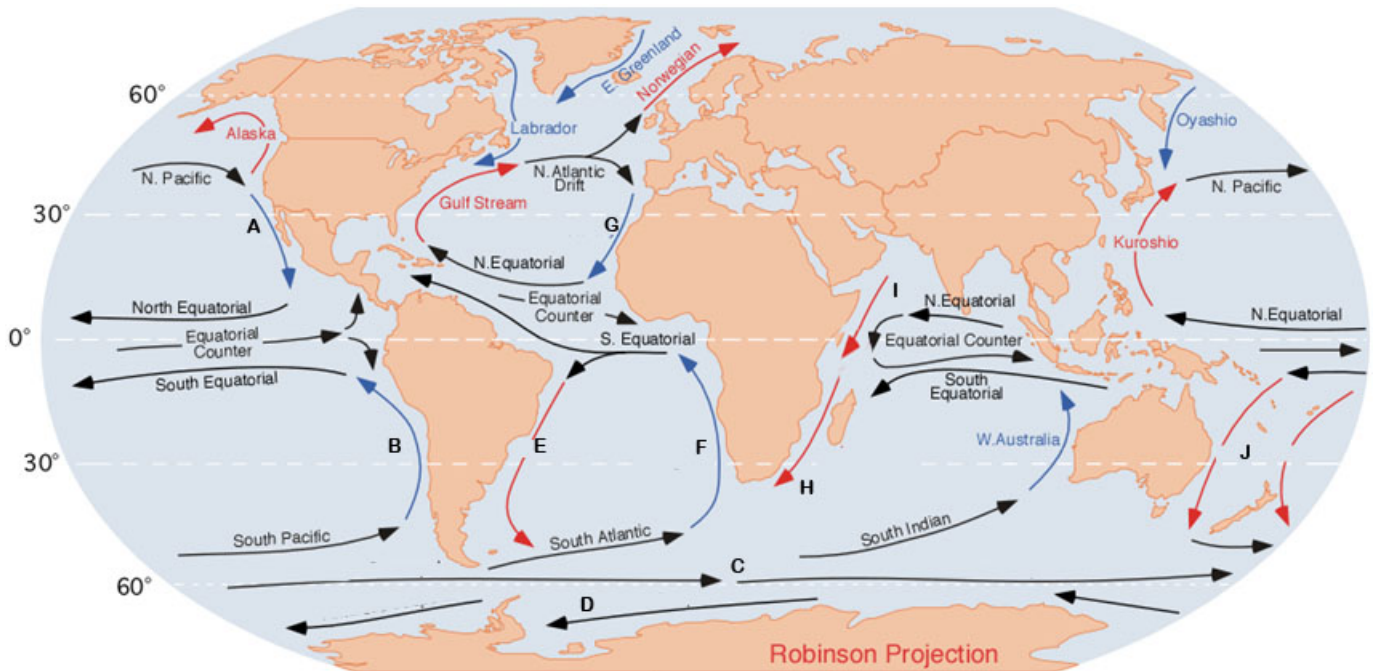 E. Greenland
Norwegian
60°
Alaska
Labrador
Oyashio
N. Pacific
N.Atlantic
Drift
N. Pacific
Gulf Stream
30°
A
G
Kuroshio
N.Equatorial
I
N.Equatorial
North Equatorial
Equatorial
Counter
N.Equatorial
0°
Equatorial
Counter
S. Equatorial
Equatorial Counter
South Equatorial
South
Equatorial
B
E
F
W.Australia
J
30°
H
South Pacific
South Atlantic
South Indian
C
60°
D
Robinson Projection